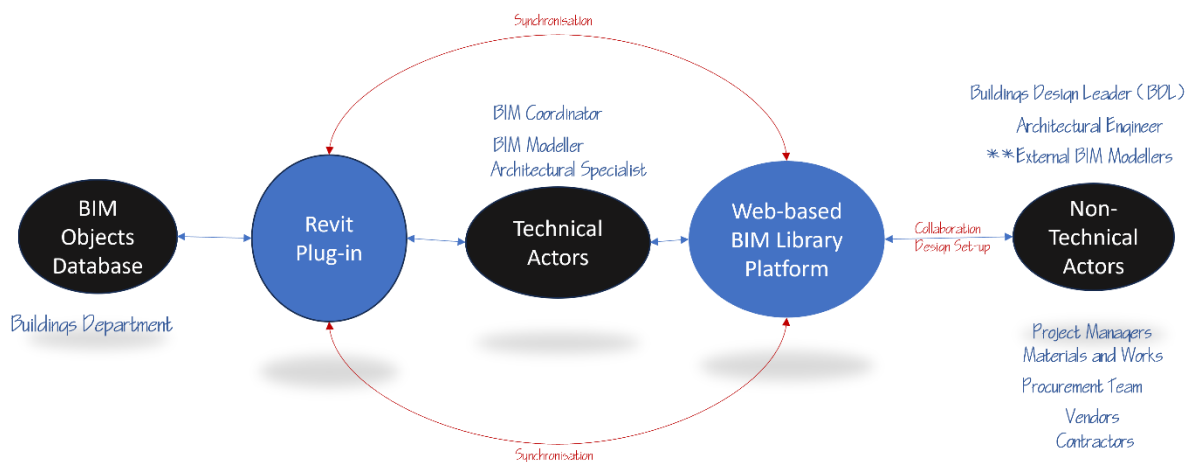 Synchronisation
BIM Coordinator
BIM Modeller
Architectural Specialist
Buildings Design Leader (BDL)
Architectural Engineer
**External BIM Modellers
BIM
Objects
Database
Revit
Plug-in
Technical
Actors
Web-based
BIM Library
Platform
Collaboration
Design Set-up
Non-
Technical
Actors
Buildings Department
Project Managers
Materials and Works
Procurement Team
Vendors
Contractors
Synchronisation